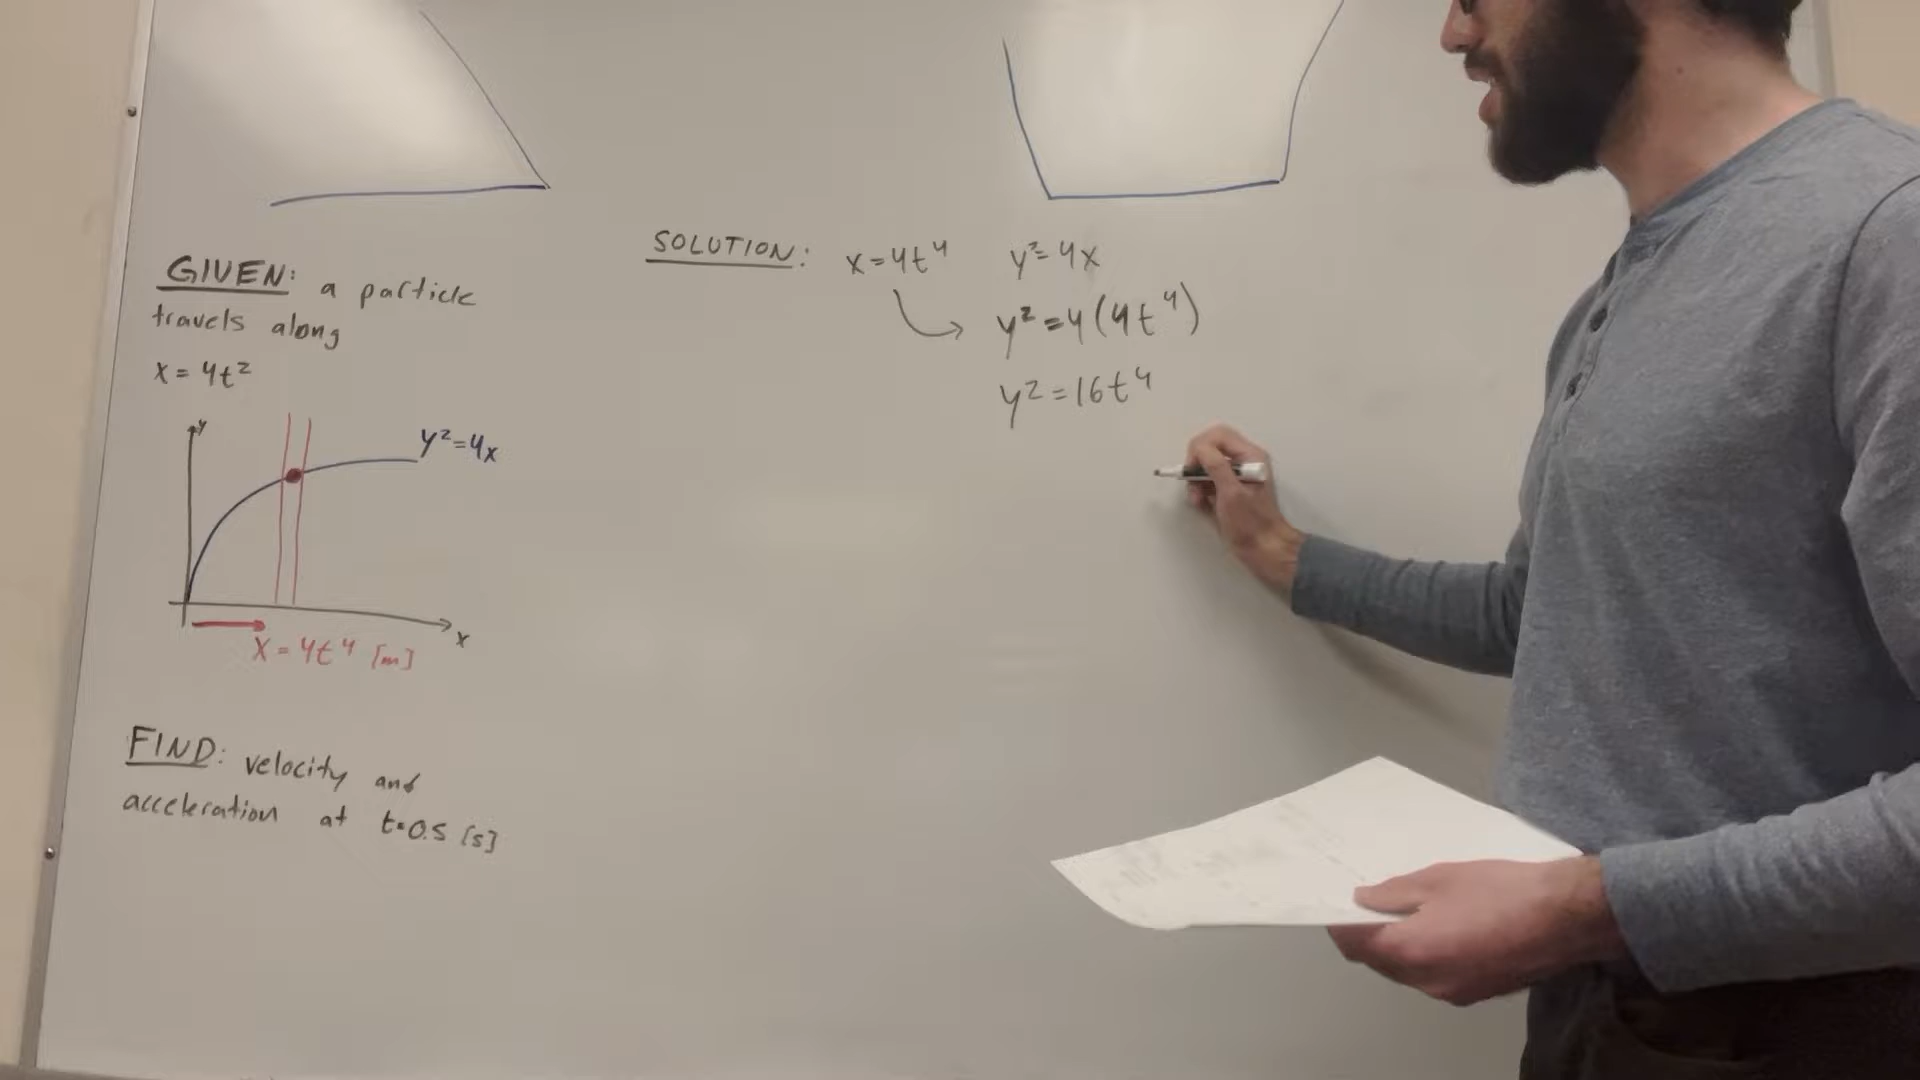 GIVEN: a particle
travels along
x = 4t²
y
y²=4x
x
x = 4t⁴ [m]
FIND: velocity and
acceleration at t=0.5 [s]
SOLUTION: x=4t⁴ y²=4x
y²=4(4t⁴)
y²=16t⁴